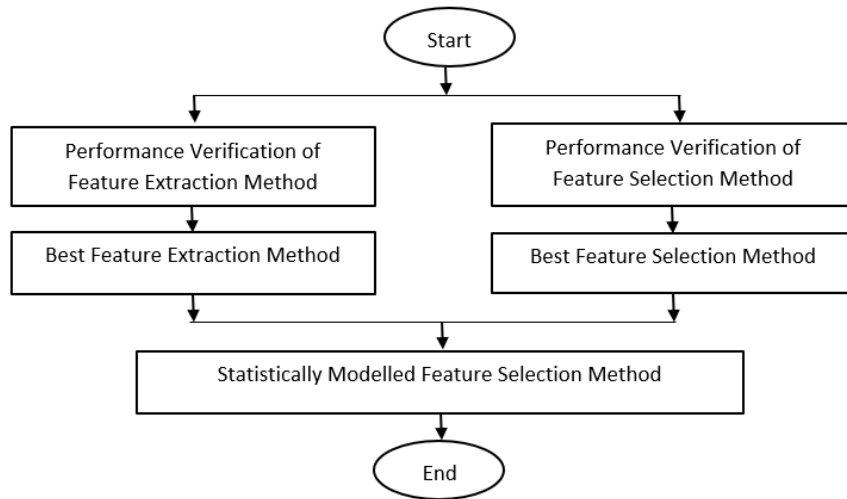 Start
Performance Verification of
Feature Extraction Method
Performance Verification of
Feature Selection Method
Best Feature Extraction Method
Best Feature Selection Method
Statistically Modelled Feature Selection Method
End